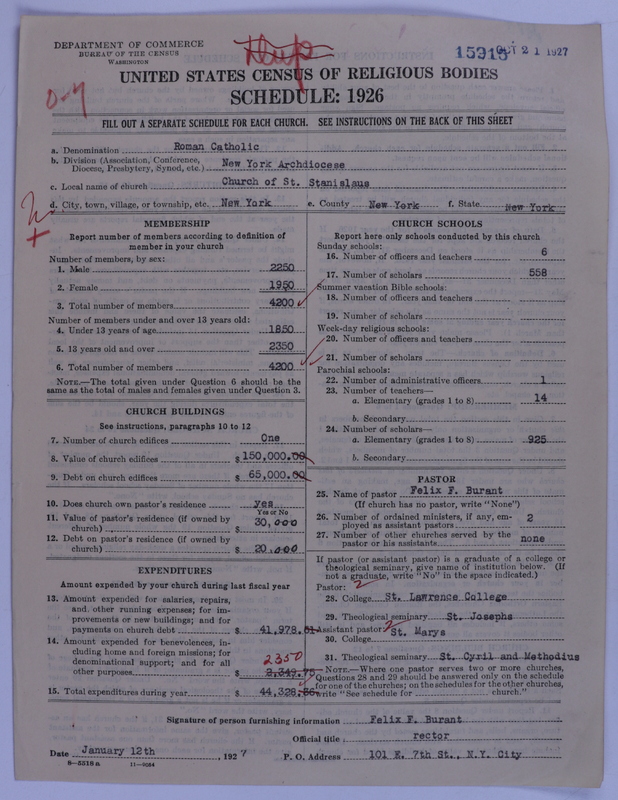 DEPARTMENT OF COMMERCE
BUREAU OF THE CENSUS
WASHINGTON
Dup
15915 OCT 21 1927
UNITED STATES CENSUS OF RELIGIOUS BODIES
SCHEDULE: 1926
FILL OUT A SEPARATE SCHEDULE FOR EACH CHURCH. SEE INSTRUCTIONS ON THE BACK OF THIS SHEET
a. Denomination Roman Catholic
b. Division (Association, Conference, Diocese, Presbytery, Synod, etc.) New York Archdiocese
c. Local name of church Church of St. Stanislaus
d. City, town, village, or township, etc. New York e. County New York f. State New York
MEMBERSHIP
Report number of members according to definition of
member in your church
Number of members, by sex:
1. Male 2250
2. Female 1950
3. Total number of members 4200
Number of members under and over 13 years old:
4. Under 13 years of age 1850
5. 13 years old and over 2350
6. Total number of members 4200
NOTE.—The total given under Question 6 should be the
same as the total of males and females given under Question 3.
CHURCH BUILDINGS
See instructions, paragraphs 10 to 12
7. Number of church edifices One
8. Value of church edifices $ 150,000.00
9. Debt on church edifices $ 65,000.00
10. Does church own pastor's residence yes
Yes or No
11. Value of pastor's residence (if owned by
church) $ 30,000
12. Debt on pastor's residence (if owned by
church) $ 20,000
EXPENDITURES
Amount expended by your church during last fiscal year
13. Amount expended for salaries, repairs,
and other running expenses; for im-
provements or new buildings; and for
payments on church debt $ 41,978.
14. Amount expended for benevolences, in-
cluding home and foreign missions; for
denominational support; and for all
other purposes $ 2,349.75
2350
15. Total expenditures during year $ 44,328.
CHURCH SCHOOLS
Report here only schools conducted by this church
Sunday schools:
16. Number of officers and teachers 6
17. Number of scholars 558
Summer vacation Bible schools:
18. Number of officers and teachers
19. Number of scholars
Week-day religious schools:
20. Number of officers and teachers
21. Number of scholars
Parochial schools:
22. Number of administrative officers 1
23. Number of teachers—
a. Elementary (grades 1 to 8) 14
b. Secondary
24. Number of scholars—
a. Elementary (grades 1 to 8) 925
b. Secondary
PASTOR
25. Name of pastor Felix F. Burant
(If church has no pastor, write "None")
26. Number of ordained ministers, if any, em-
ployed as assistant pastors 2
27. Number of other churches served by the
pastor or his assistants none
If pastor (or assistant pastor) is a graduate of a college or
theological seminary, give name of institution below. (If
not a graduate, write "No" in the space indicated.)
Pastor: 2
28. College St. Lawrence College
29. Theological seminary St. Josephs
Assistant pastor: 2
30. College St. Marys
31. Theological seminary St. Cyril and Methodius
NOTE.—Where one pastor serves two or more churches,
Questions 28 and 29 should be answered only on the schedule
for one of the churches; on the schedules for the other churches,
write "See schedule for church."
Signature of person furnishing information Felix F. Burant
Official title rector
Date January 12th, 1927 P. O. Address 101 E. 7th St., N.Y. City
8—5518 a 11—9064